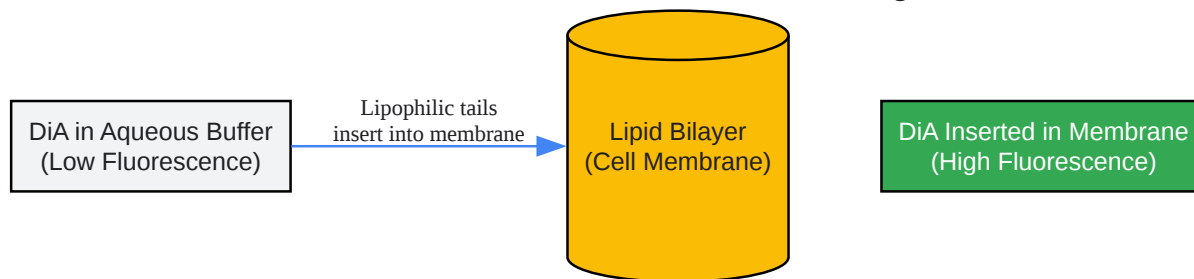 DiA in Aqueous Buffer
(Low Fluorescence)
Lipophilic tails
insert into membrane
Lipid Bilayer
(Cell Membrane)
DiA Inserted in Membrane
(High Fluorescence)